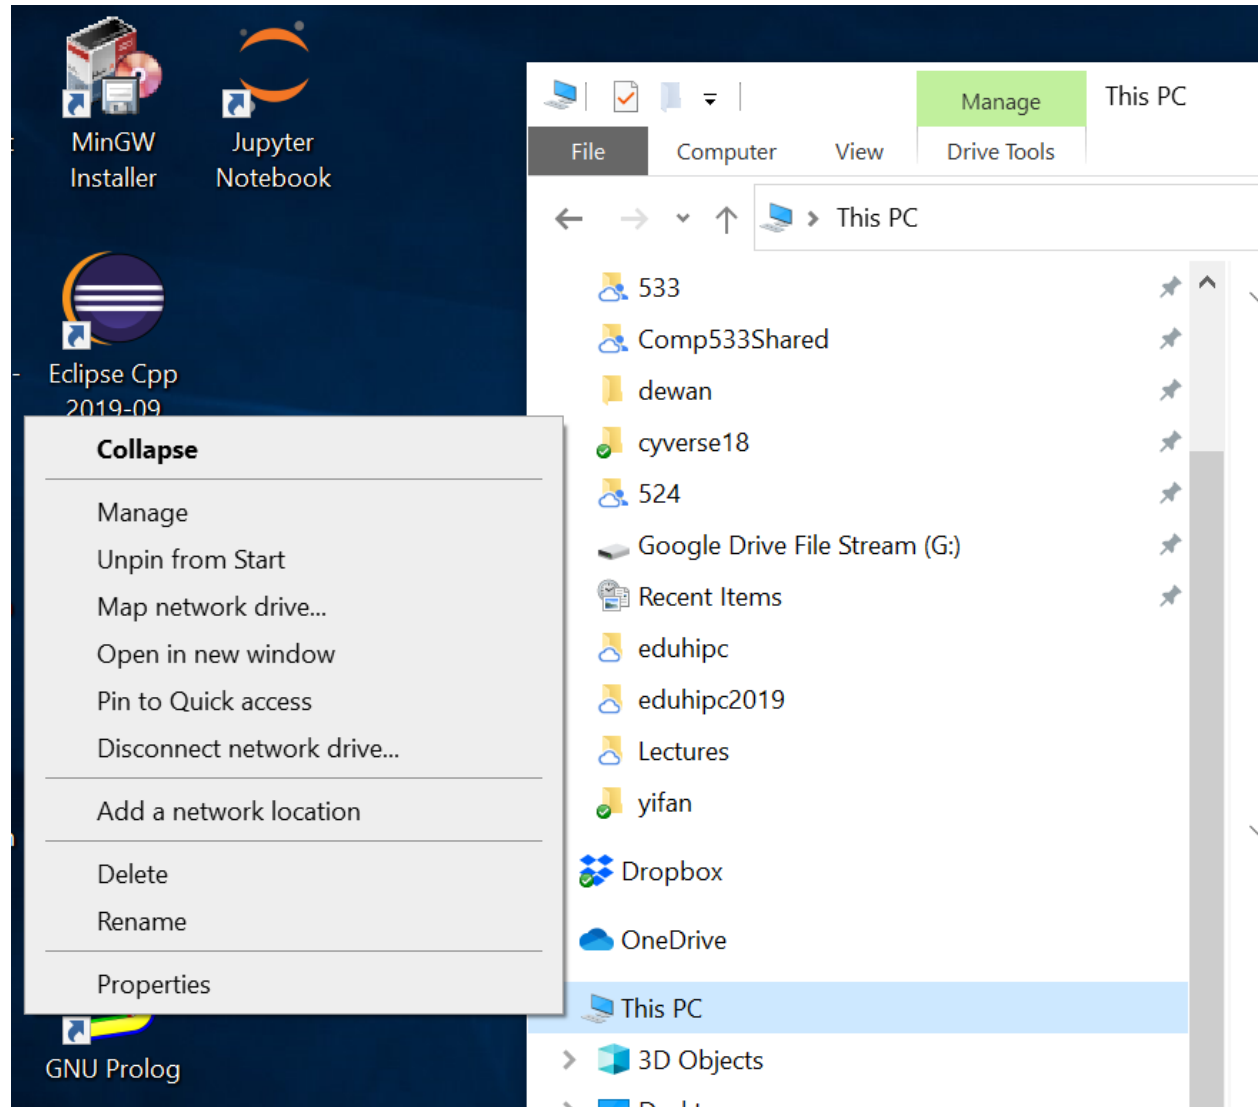 MinGW
Installer
Jupyter
Notebook
Eclipse Cpp
2019-09
Collapse
Manage
Unpin from Start
Map network drive...
Open in new window
Pin to Quick access
Disconnect network drive...
Add a network location
Delete
Rename
Properties
GNU Prolog
Manage
This PC
File
Computer
View
Drive Tools
This PC
533
Comp533Shared
dewan
cyverse18
524
Google Drive File Stream (G:)
Recent Items
eduhipc
eduhipc2019
Lectures
yifan
Dropbox
OneDrive
This PC
3D Objects